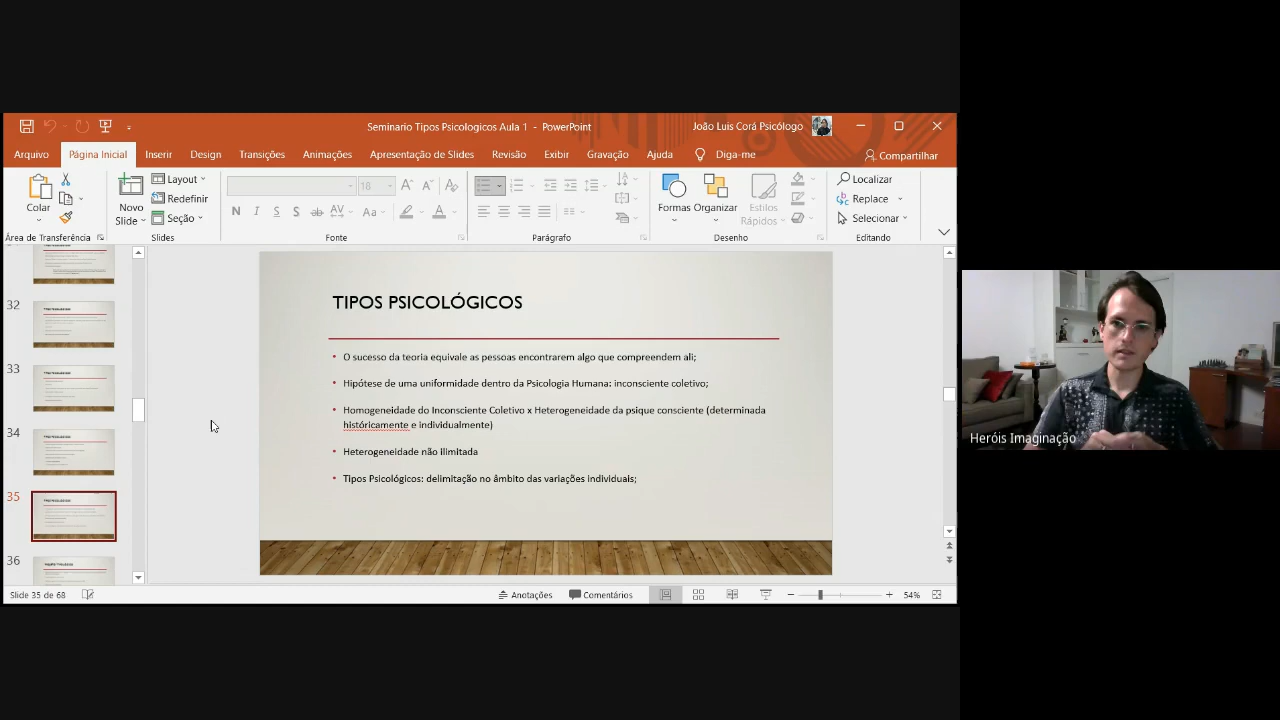 Seminario Tipos Psicologicos Aula 1 - PowerPoint
João Luis Corá Psicólogo
Arquivo
Página Inicial
Inserir
Design
Transições
Animações
Apresentação de Slides
Revisão
Exibir
Gravação
Ajuda
Diga-me
Compartilhar
Colar
Novo
Slide
Layout
Redefinir
Seção
18
N I S S ab AV Aa A
Formas
Organizar
Estilos
Rápidos
Localizar
Replace
Selecionar
Área de Transferência
Slides
Fonte
Parágrafo
Desenho
Editando
32
33
34
35
36
TIPOS PSICOLÓGICOS
• O sucesso da teoria equivale as pessoas encontrarem algo que compreendem ali;
• Hipótese de uma uniformidade dentro da Psicologia Humana: inconsciente coletivo;
• Homogeneidade do Inconsciente Coletivo x Heterogeneidade da psique consciente (determinada
históricamente e individualmente)
• Heterogeneidade não ilimitada
• Tipos Psicológicos: delimitação no âmbito das variações individuais;
Heróis Imaginação
Slide 35 de 68
Anotações
Comentários
54%